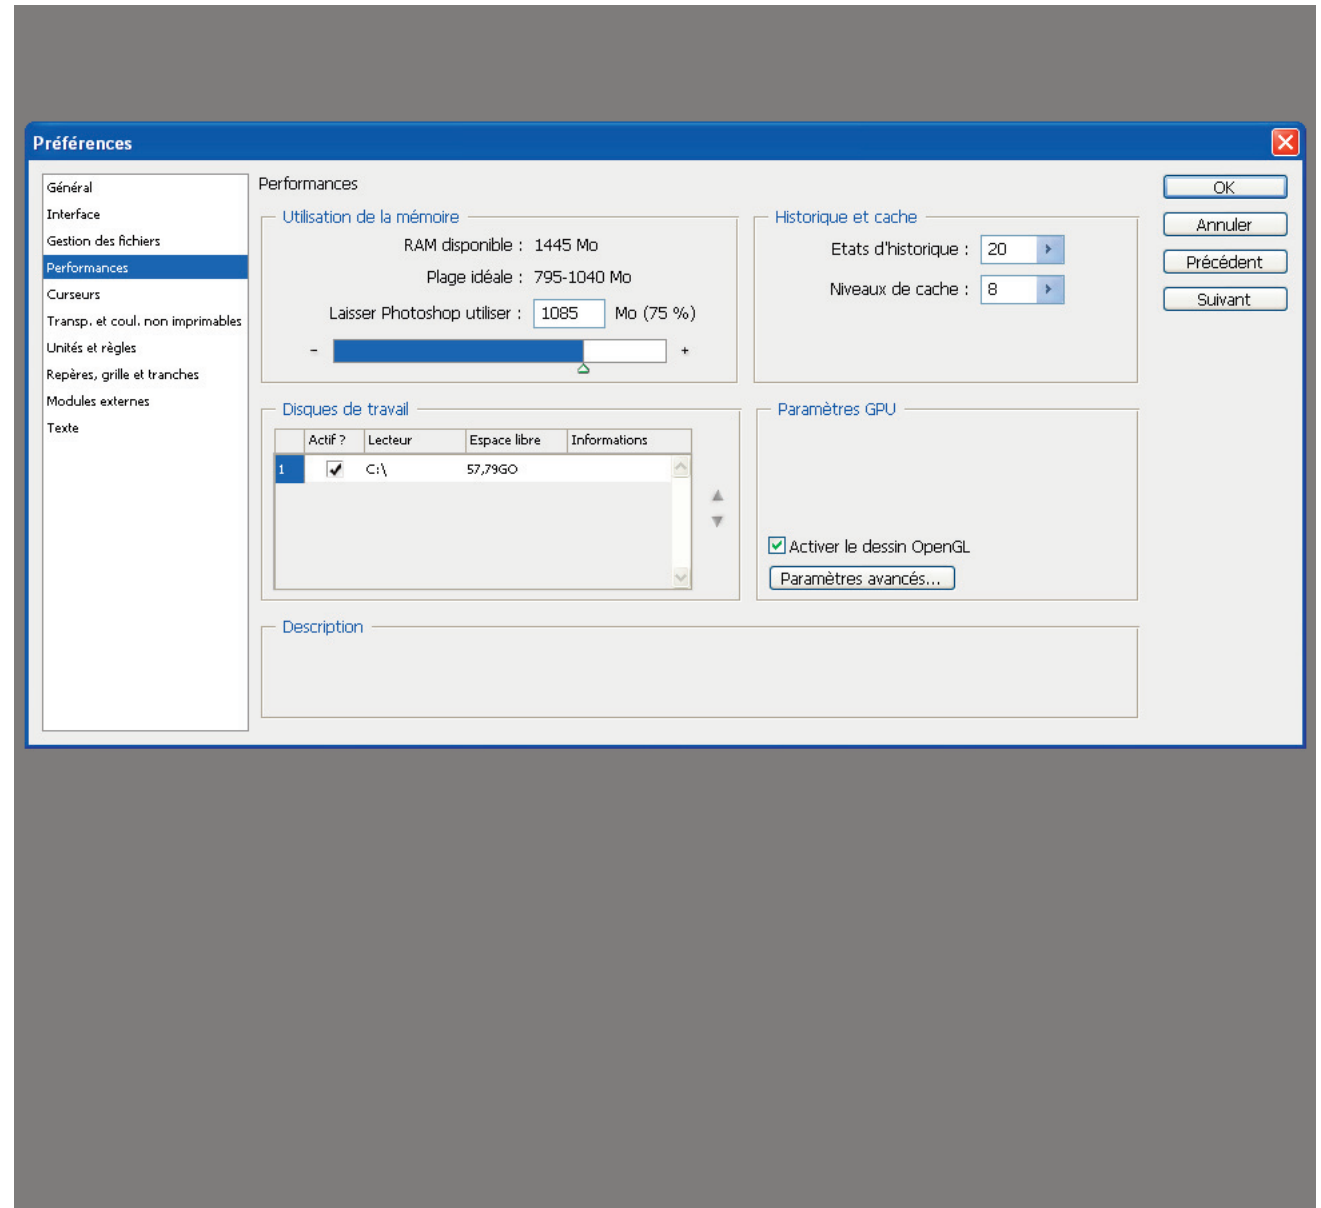 Préférences
Général
Interface
Gestion des fichiers
Performances
Curseurs
Transp. et coul. non imprimables
Unités et règles
Repères, grille et tranches
Modules externes
Texte
Performances
Utilisation de la mémoire
RAM disponible : 1445 Mo
Plage idéale : 795-1040 Mo
Laisser Photoshop utiliser : 1085 Mo (75 %)
- +
Historique et cache
Etats d'historique : 20
Niveaux de cache : 8
Disques de travail
Actif ? Lecteur Espace libre Informations
1 C:\ 57,79GO
Paramètres GPU
Activer le dessin OpenGL
Paramètres avancés...
Description
OK
Annuler
Précédent
Suivant